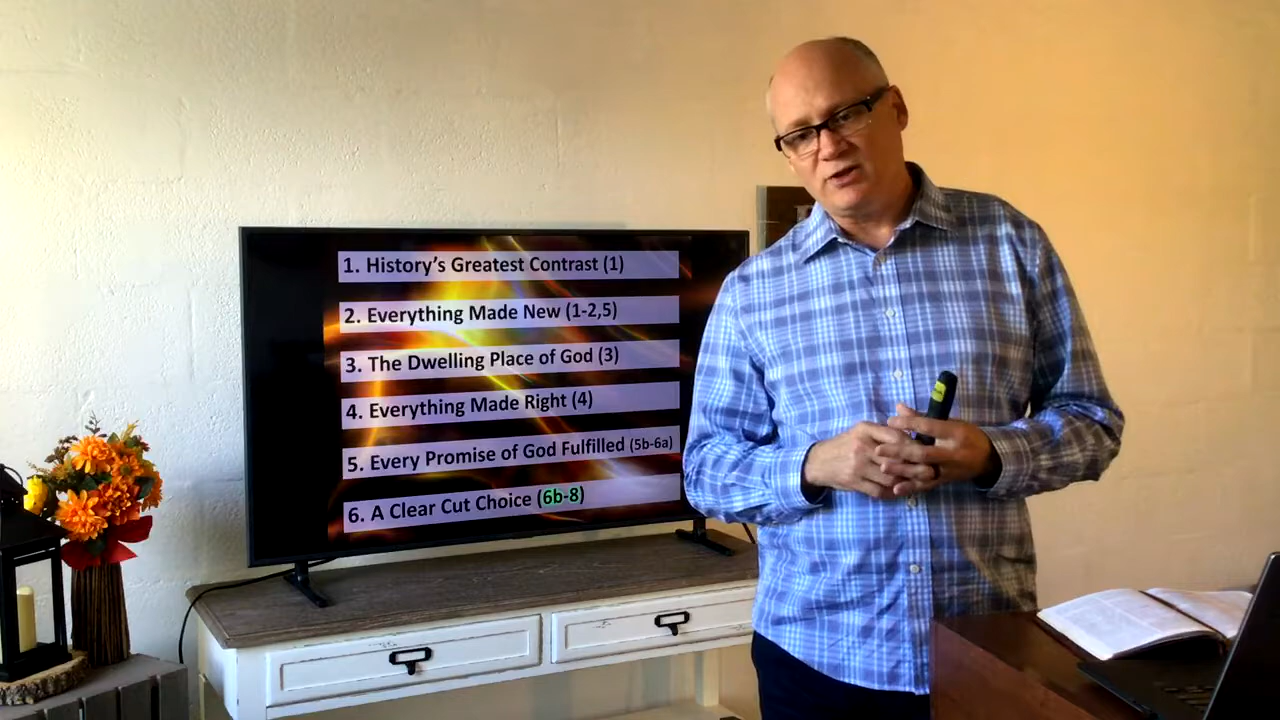 1. History's Greatest Contrast (1)
2. Everything Made New (1-2,5)
3. The Dwelling Place of God (3)
4. Everything Made Right (4)
5. Every Promise of God Fulfilled (5b-6a)
6. A Clear Cut Choice (6b-8)